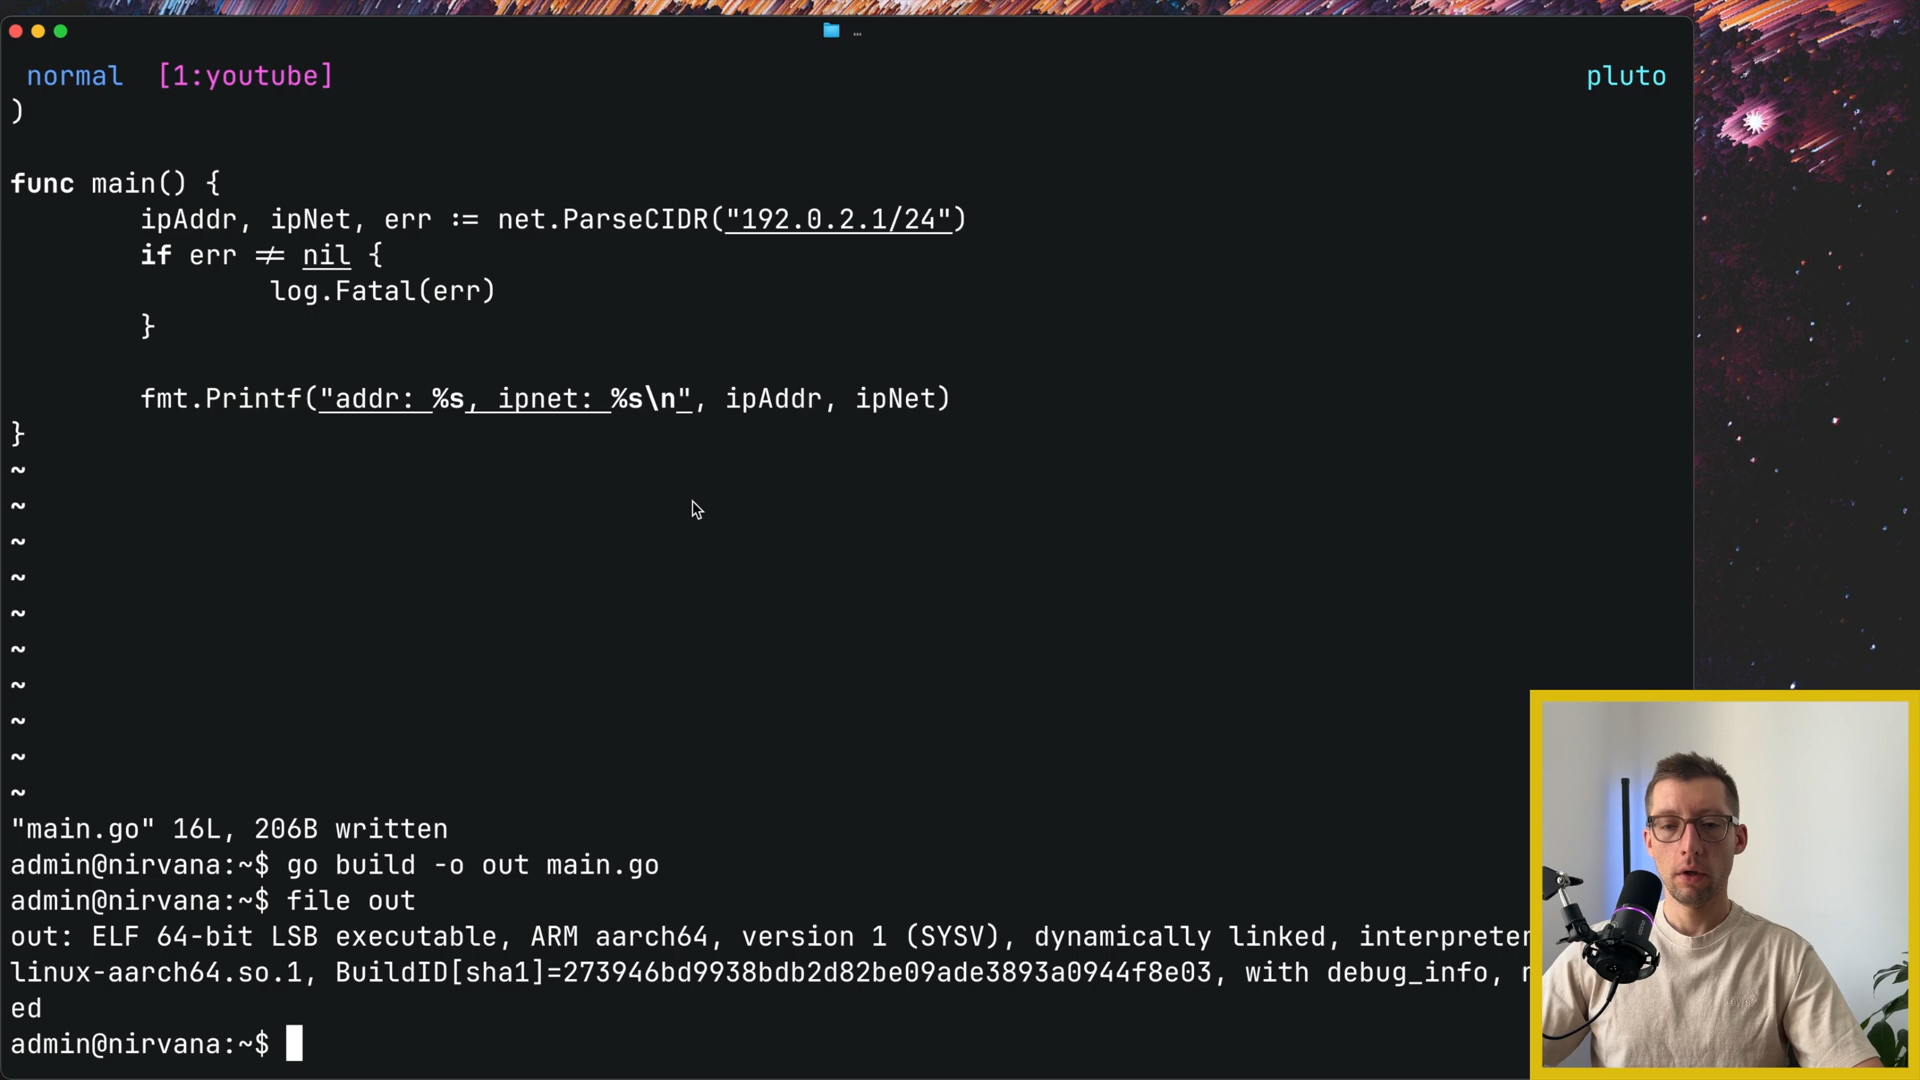 …
normal [1:youtube] pluto
)
func main() {
ipAddr, ipNet, err := net.ParseCIDR("192.0.2.1/24")
if err ≠ nil {
log.Fatal(err)
}
fmt.Printf("addr: %s, ipnet: %s\n", ipAddr, ipNet)
}
~
~
~
~
~
~
~
~
~
~
"main.go" 16L, 206B written
admin@nirvana:~$ go build -o out main.go
admin@nirvana:~$ file out
out: ELF 64-bit LSB executable, ARM aarch64, version 1 (SYSV), dynamically linked, interpreter
linux-aarch64.so.1, BuildID[sha1]=273946bd9938bdb2d82be09ade3893a0944f8e03, with debug_info,
ed
admin@nirvana:~$